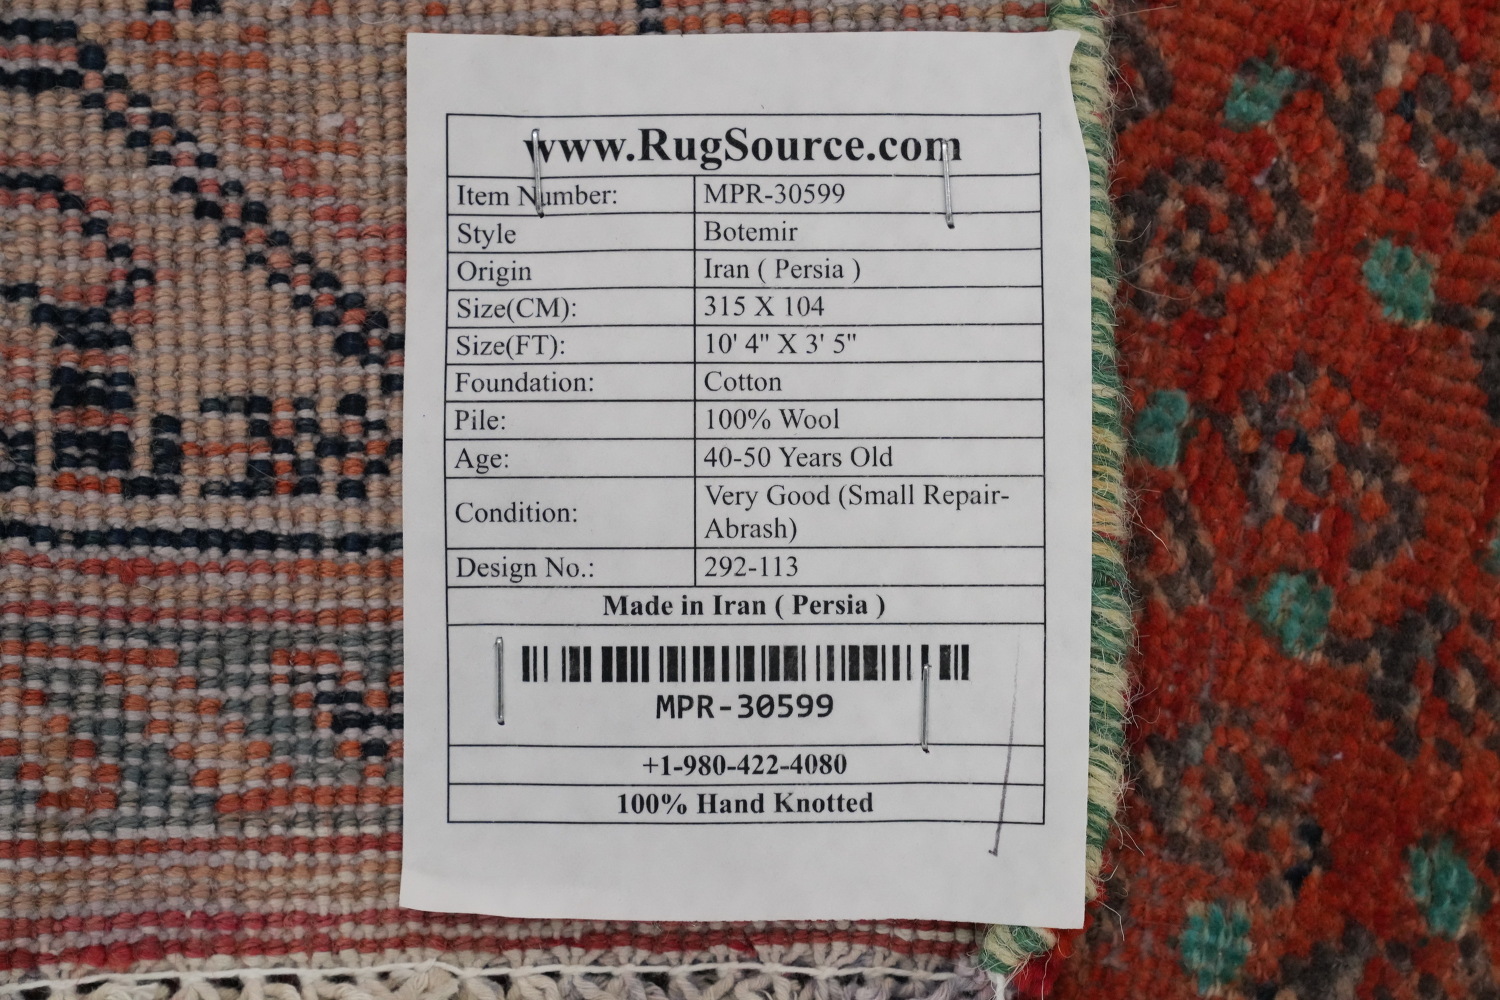 www.RugSource.com
Item Number: MPR-30599
Style Botemir
Origin Iran ( Persia )
Size(CM): 315 X 104
Size(FT): 10' 4" X 3' 5"
Foundation: Cotton
Pile: 100% Wool
Age: 40-50 Years Old
Condition: Very Good (Small Repair-
Abrash)
Design No.: 292-113
Made in Iran ( Persia )
MPR-30599
+1-980-422-4080
100% Hand Knotted